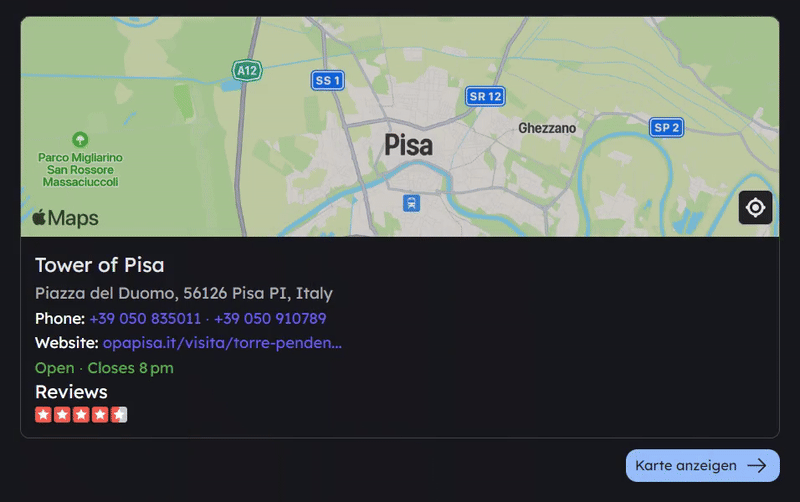 A12
SS 1
SR 12
Pisa
Ghezzano
SP 2
Parco Migliarino
San Rossore
Massaciuccoli
Maps
Tower of Pisa
Piazza del Duomo, 56126 Pisa PI, Italy
Phone: +39 050 835011 · +39 050 910789
Website: opapisa.it/visita/torre-penden...
Open · Closes 8 pm
Reviews
Karte anzeigen